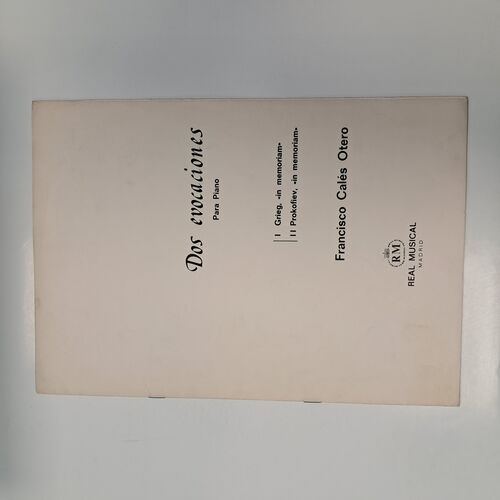 Dos evocaciones
Para Piano
I Grieg, «in memoriam»
II Prokofiev, «in memoriam»
Francisco Calés Otero
RM
REAL MUSICAL
MADRID